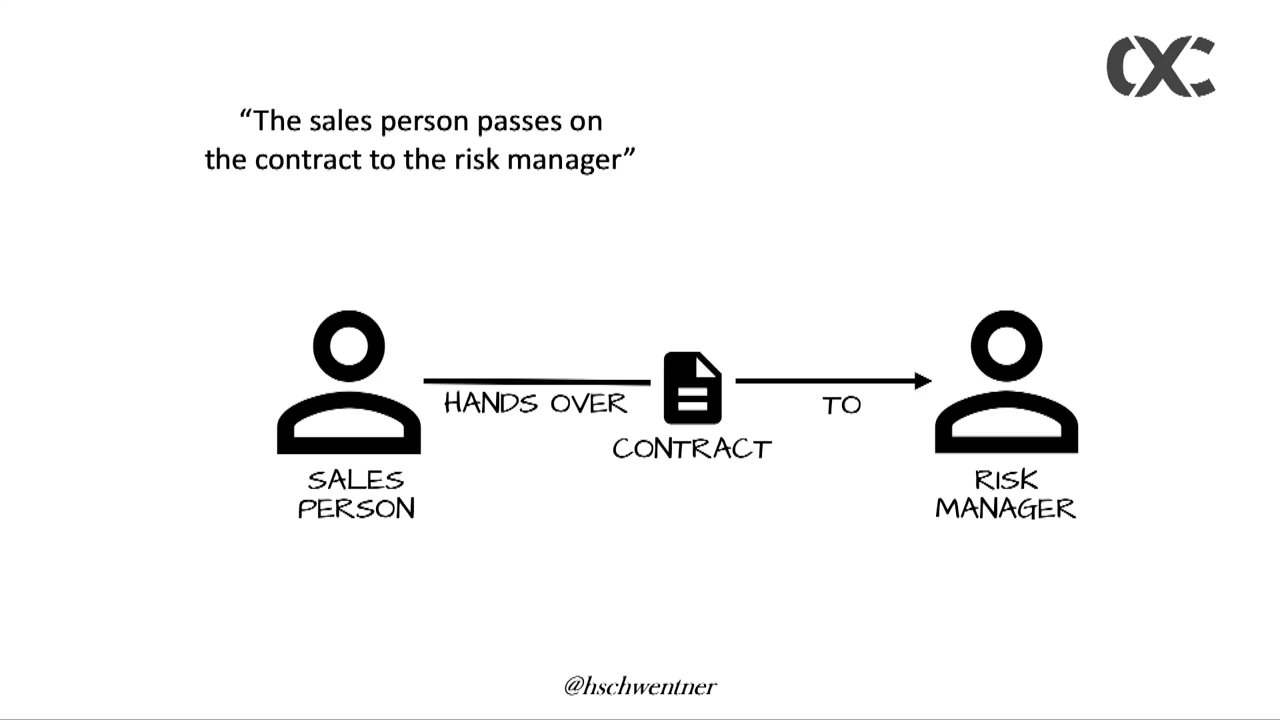 “The sales person passes on
the contract to the risk manager”
HANDS OVER
TO
CONTRACT
SALES
PERSON
RISK
MANAGER
@hschwentner